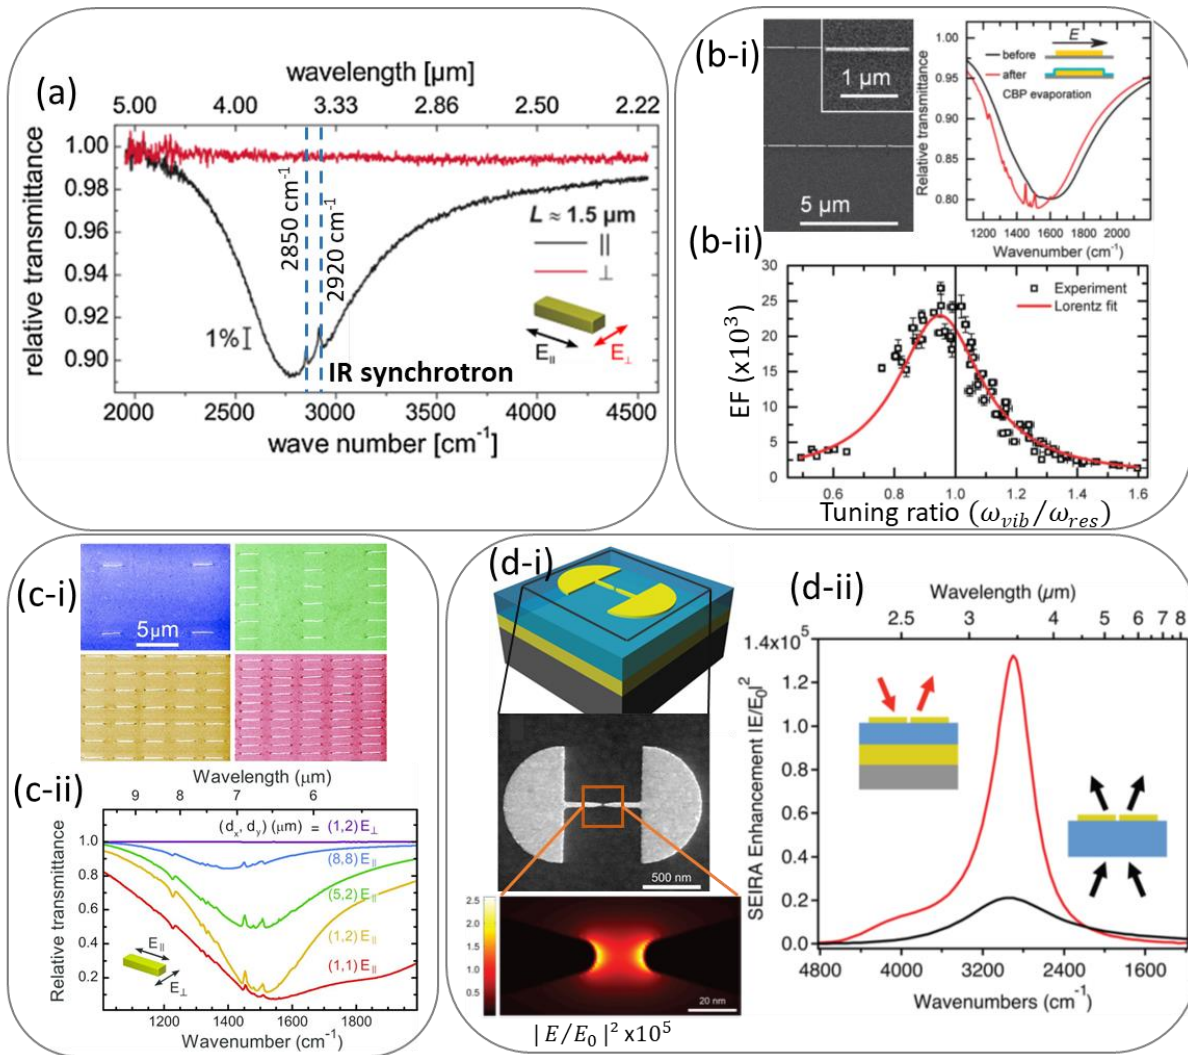 (a)
wavelength [µm]
5.00 4.00 3.33 2.86 2.50 2.22
relative transmittance
1.00
0.98
0.96
0.94
0.92
0.90
2850 cm⁻¹
2920 cm⁻¹
L ≈ 1.5 µm
||
⊥
1%
E||
E⊥
IR synchrotron
2000 2500 3000 3500 4000 4500
wave number [cm⁻¹]
(b-i)
1 µm
5 µm
Relative transmittance
1.00
0.95
0.90
0.85
0.80
E
before
after
CBP evaporation
1200 1400 1600 1800 2000
Wavenumber (cm⁻¹)
(b-ii)
EF (x10³)
30
25
20
15
10
5
0
Experiment
Lorentz fit
0.6 0.8 1.0 1.2 1.4 1.6
Tuning ratio (ω_vib/ω_res)
(c-i)
5µm
(c-ii)
Wavelength (µm)
9 8 7 6
Relative transmittance
1.0
0.8
0.6
0.4
0.2
(dx, dy) (µm) = (1,2) E⊥
(8,8) E||
(5,2) E||
(1,2) E||
(1,1) E||
E||
E⊥
1200 1400 1600 1800
Wavenumber (cm⁻¹)
(d-i)
500 nm
2.5
2.0
1.5
1.0
0.5
20 nm
| E/E₀ |² x10⁵
(d-ii)
Wavelength (µm)
2.5 3 4 5 6 7 8
SEIRA Enhancement |E/E₀|²
1.4x10⁵
1.2
1.0
0.8
0.6
0.4
0.2
0.0
4800 4000 3200 2400 1600
Wavenumbers (cm⁻¹)